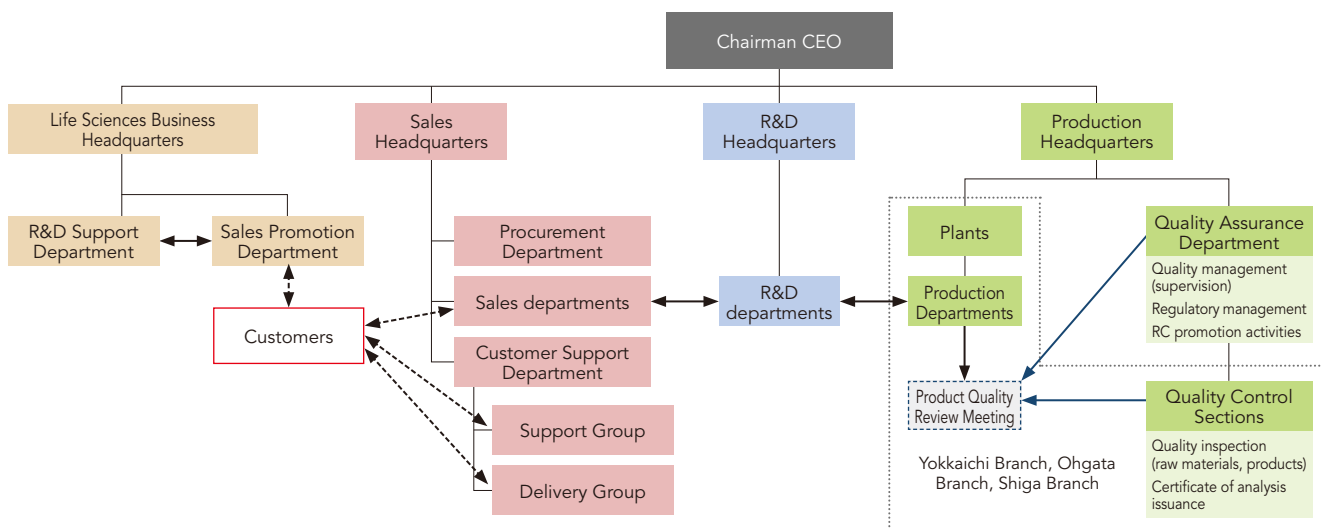 Chairman CEO
Life Sciences Business
Headquarters
Sales
Headquarters
R&D
Headquarters
Production
Headquarters
R&D Support
Department
Sales Promotion
Department
Customers
Procurement
Department
Sales departments
Customer Support
Department
Support Group
Delivery Group
R&D
departments
Plants
Production
Departments
Product Quality
Review Meeting
Yokkaichi Branch, Ohgata
Branch, Shiga Branch
Quality Assurance
Department
Quality management
(supervision)
Regulatory management
RC promotion activities
Quality Control
Sections
Quality inspection
(raw materials, products)
Certificate of analysis
issuance